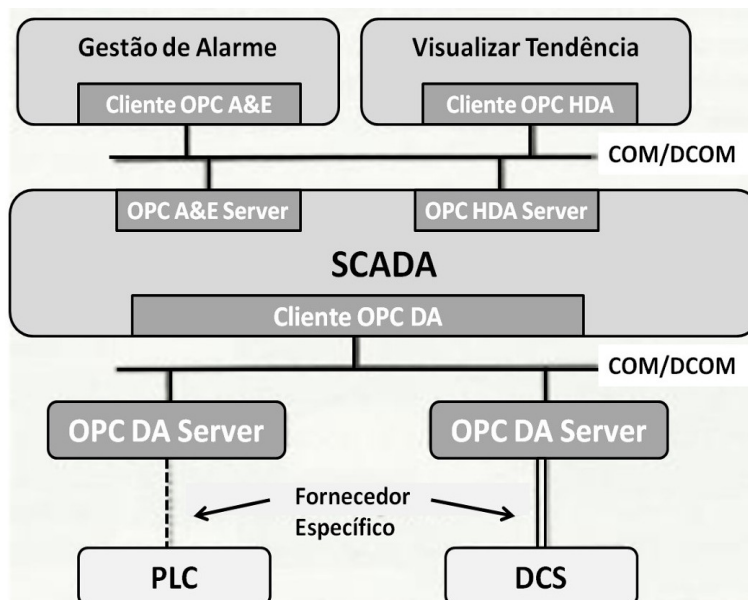 Gestão de Alarme
Visualizar Tendência
Cliente OPC A&E
Cliente OPC HDA
COM/DCOM
OPC A&E Server
OPC HDA Server
SCADA
Cliente OPC DA
COM/DCOM
OPC DA Server
OPC DA Server
Fornecedor
Específico
PLC
DCS